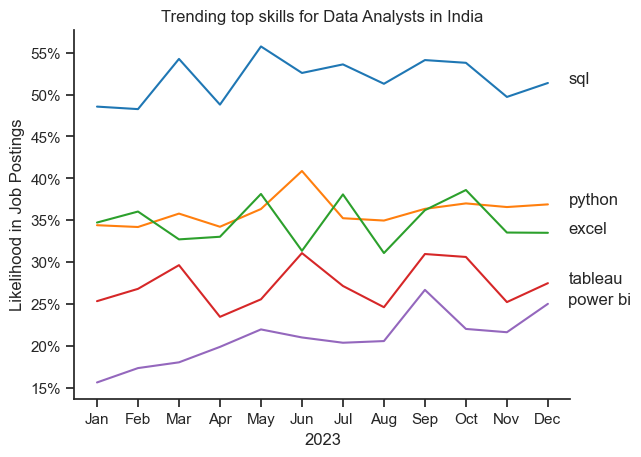 Trending top skills for Data Analysts in India
Likelihood in Job Postings
55%
50%
45%
40%
35%
30%
25%
20%
15%
sql
python
excel
tableau
power bi
Jan Feb Mar Apr May Jun Jul Aug Sep Oct Nov Dec
2023